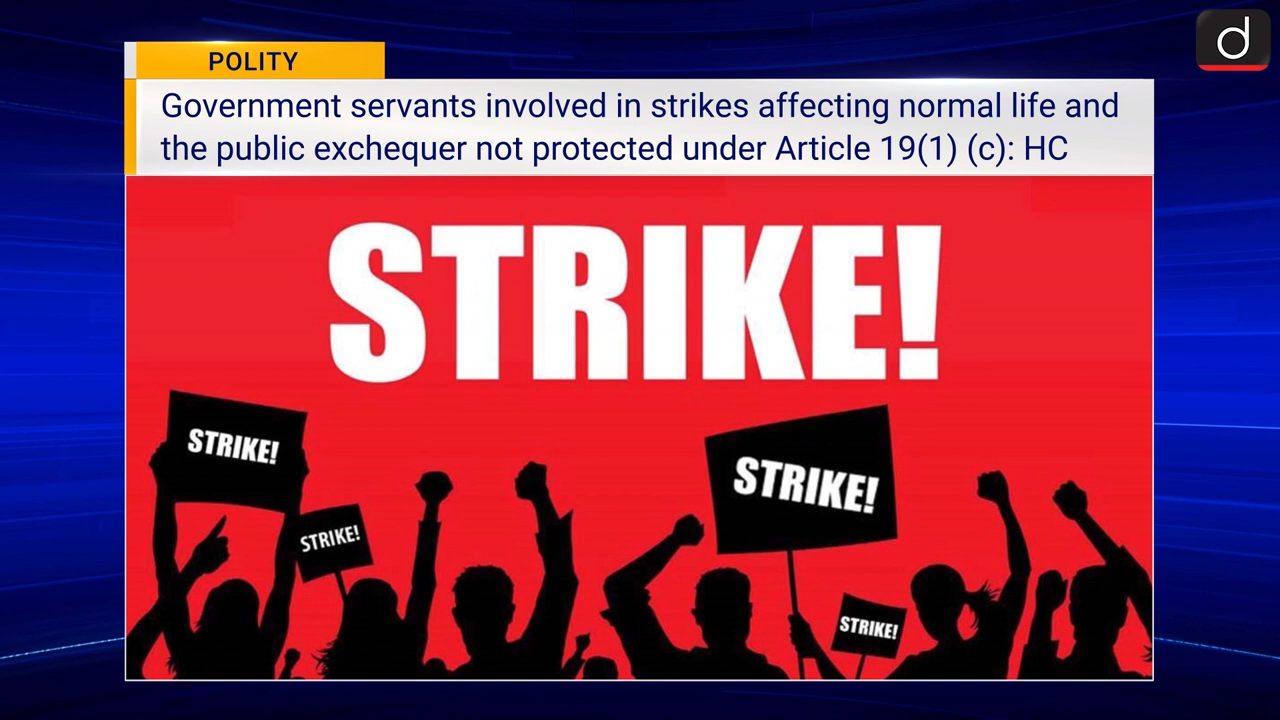 d
POLITY
Government servants involved in strikes affecting normal life and
the public exchequer not protected under Article 19(1) (c): HC
STRIKE!
STRIKE!
STRIKE!
STRIKE!
STRIKE!